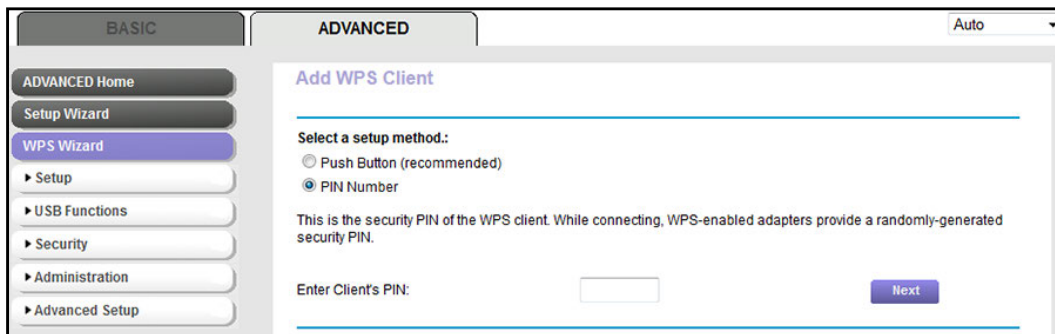 BASIC
ADVANCED
Auto
ADVANCED Home
Setup Wizard
WPS Wizard
Setup
USB Functions
Security
Administration
Advanced Setup
Add WPS Client
Select a setup method.:
Push Button (recommended)
PIN Number
This is the security PIN of the WPS client. While connecting, WPS-enabled adapters provide a randomly-generated
security PIN.
Enter Client's PIN:
Next